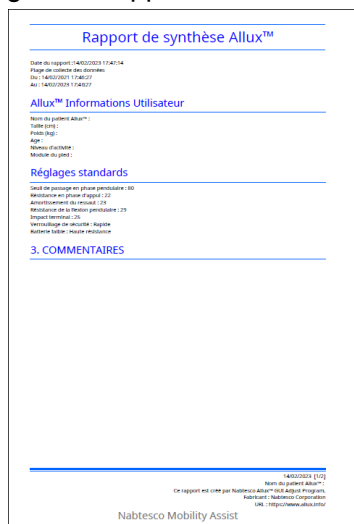 Rapport de synthèse Allux™
Date du rapport :14/02/2023 17:47:14
Plage de collecte des données
Du : 14/02/2021 17:46:27
Au : 14/02/2023 17:46:27
Allux™ Informations Utilisateur
Nom du patient Allux™ :
Taille (cm) :
Poids (kg) :
Age :
Niveau d'activité :
Module du pied :
Réglages standards
Seuil de passage en phase pendulaire : 80
Résistance en phase d'appui : 22
Amortissement du ressaut : 23
Résistance de la flexion pendulaire : 29
Impact terminal : 25
Verrouillage de sécurité : Rapide
Batterie faible : Haute résistance
3. COMMENTAIRES
14/02/2023 [1/2]
Nom du patient Allux™ :
Ce rapport est créé par Nabtesco Allux™ GUI Adjust Program,
Fabricant : Nabtesco Corporation
URL : https://www.allux.info/
Nabtesco Mobility Assist